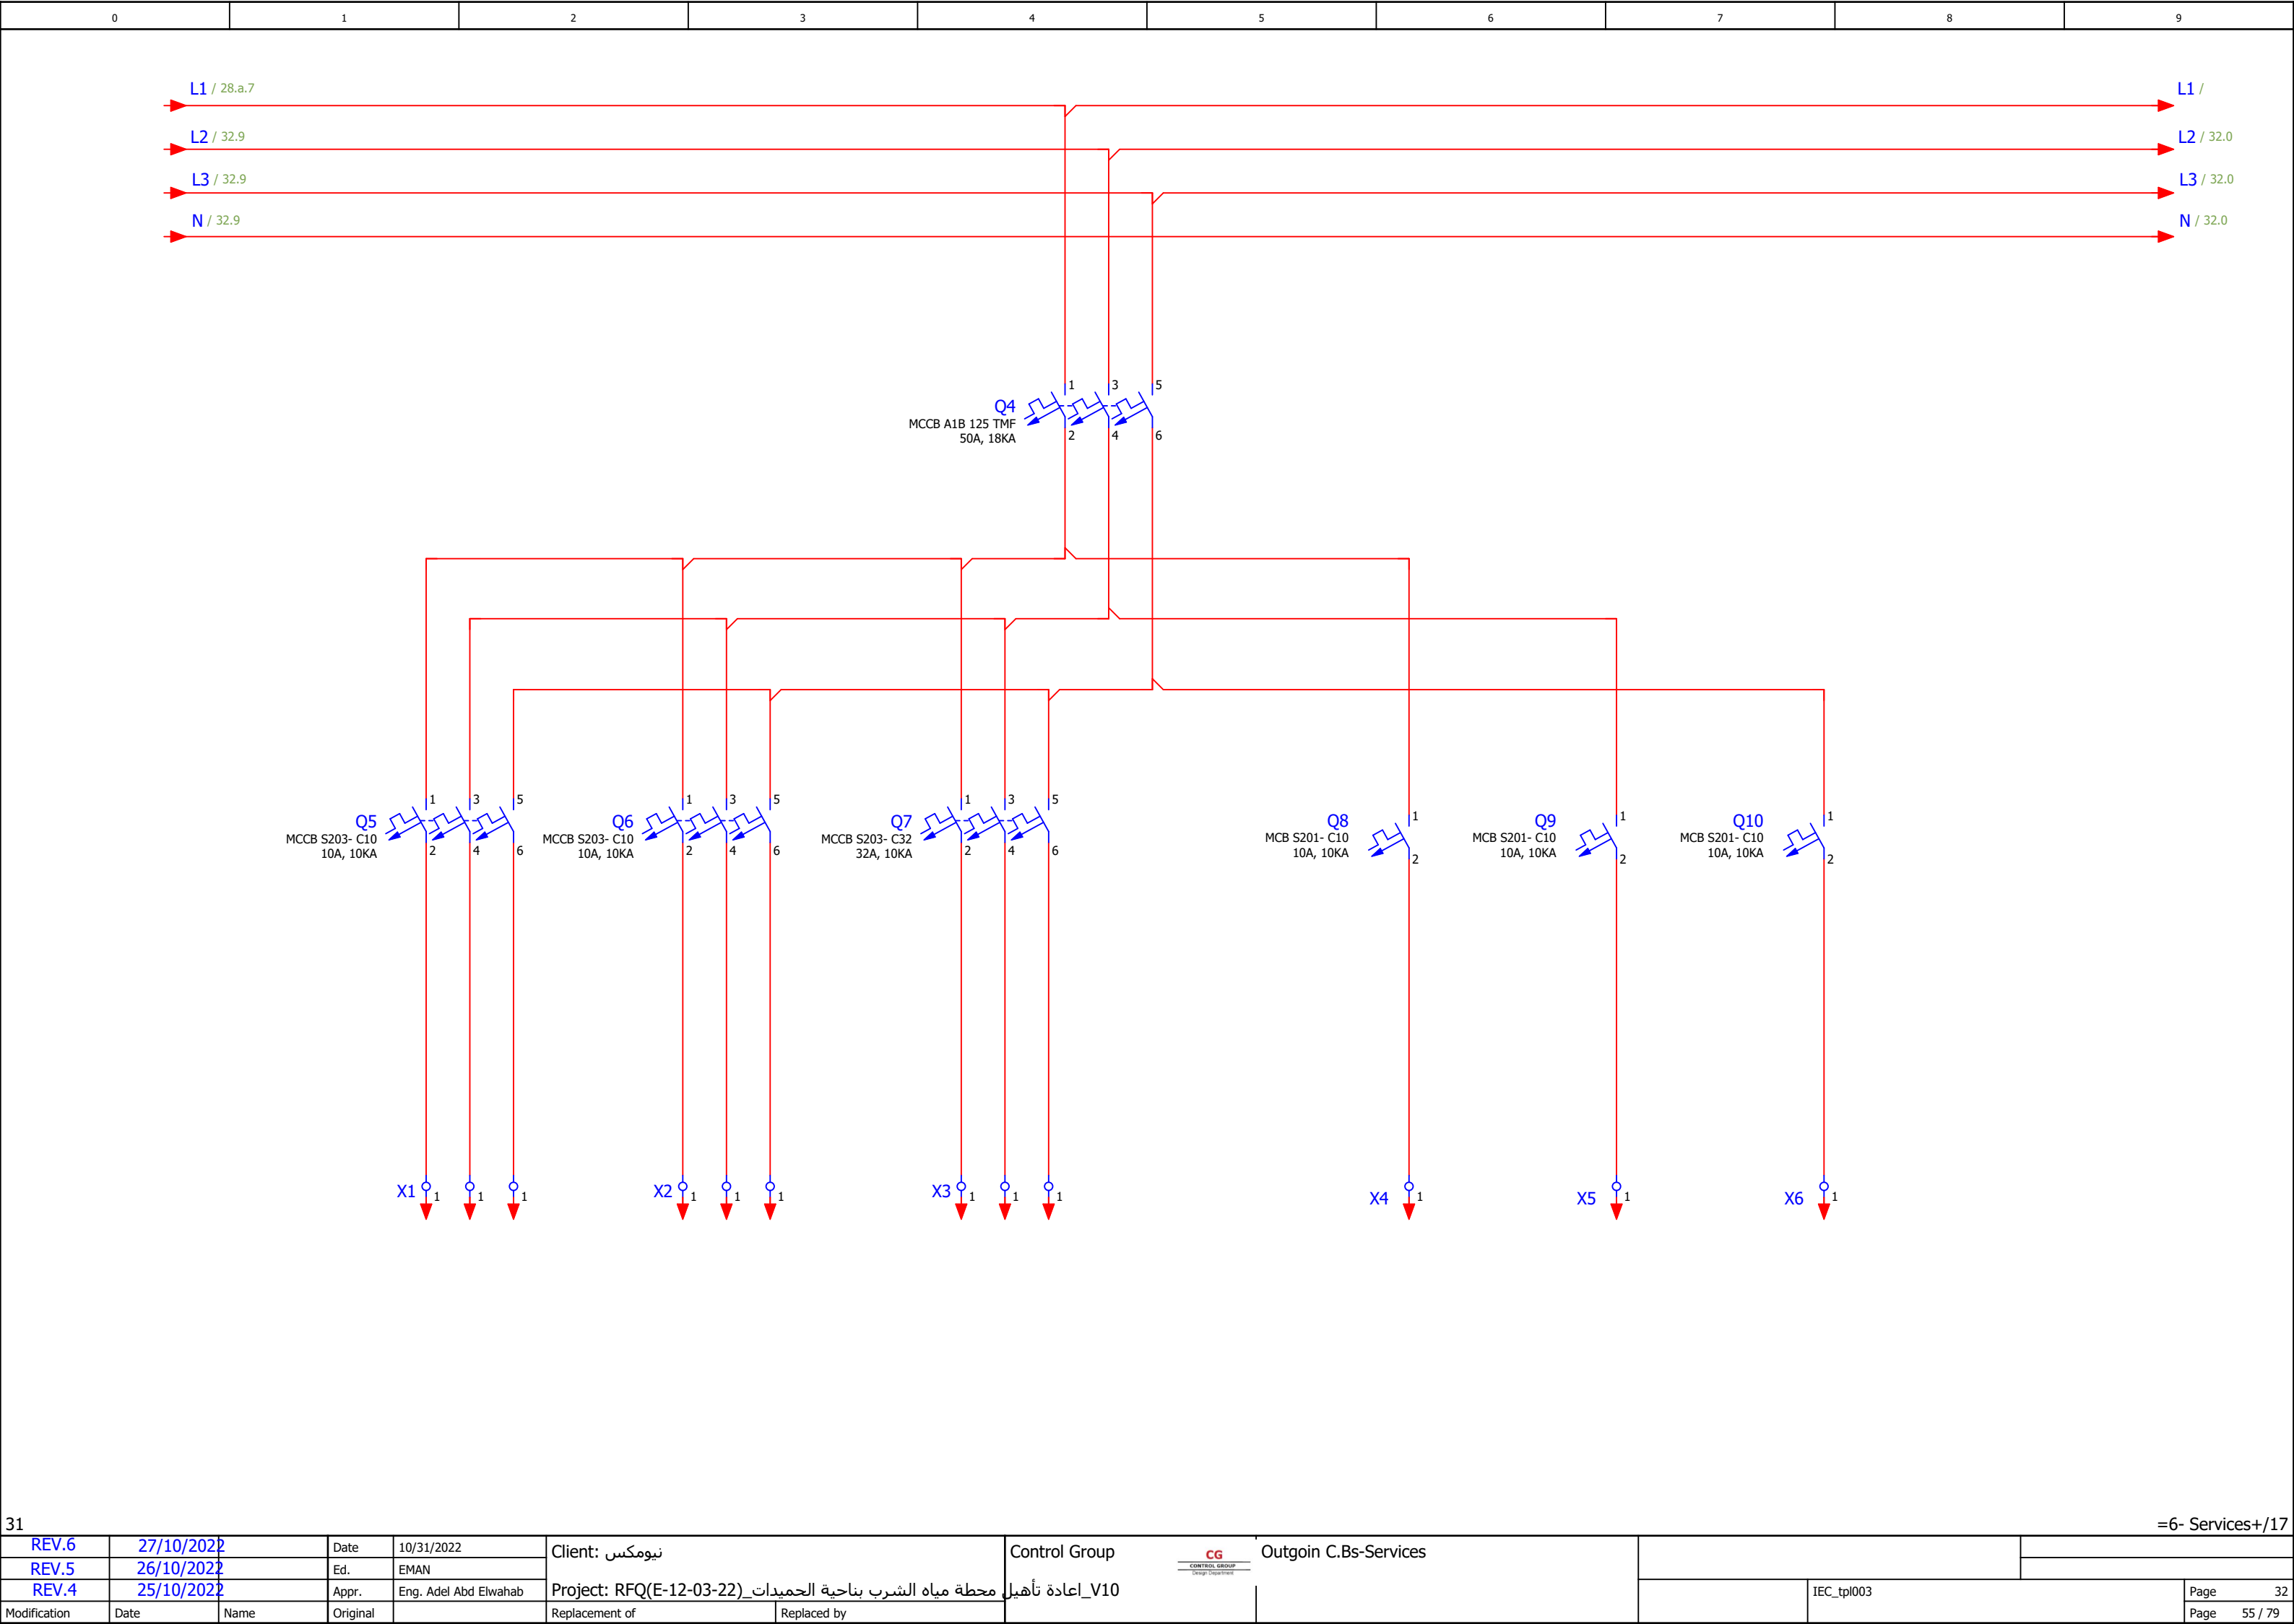 0 1 2 3 4 5 6 7 8 9
L1 / 28.a.7 L1 /
L2 / 32.9 L2 / 32.0
L3 / 32.9 L3 / 32.0
N / 32.9 N / 32.0
1 3 5
Q4
MCCB A1B 125 TMF
50A, 18KA
2 4 6
1 3 5 1 3 5 1 3 5 1 1 1
Q5 Q6 Q7 Q8 Q9 Q10
MCCB S203- C10 MCCB S203- C10 MCCB S203- C32 MCB S201- C10 MCB S201- C10 MCB S201- C10
10A, 10KA 10A, 10KA 32A, 10KA 10A, 10KA 10A, 10KA 10A, 10KA
2 4 6 2 4 6 2 4 6 2 2 2
X1 1 1 1 X2 1 1 1 X3 1 1 1 X4 1 X5 1 X6 1
31 =6- Services+/17
REV.6 27/10/2022 Date 10/31/2022 Client: نيومكس Control Group CG Outgoin C.Bs-Services
CONTROL GROUP
Design Department
REV.5 26/10/2022 Ed. EMAN
REV.4 25/10/2022 Appr. Eng. Adel Abd Elwahab Project: RFQ(E-12-03-22)_اعادة تأهيل محطة مياه الشرب بناحية الحميدات_V10 IEC_tpl003 Page 32
Modification Date Name Original Replacement of Replaced by Page 55 / 79